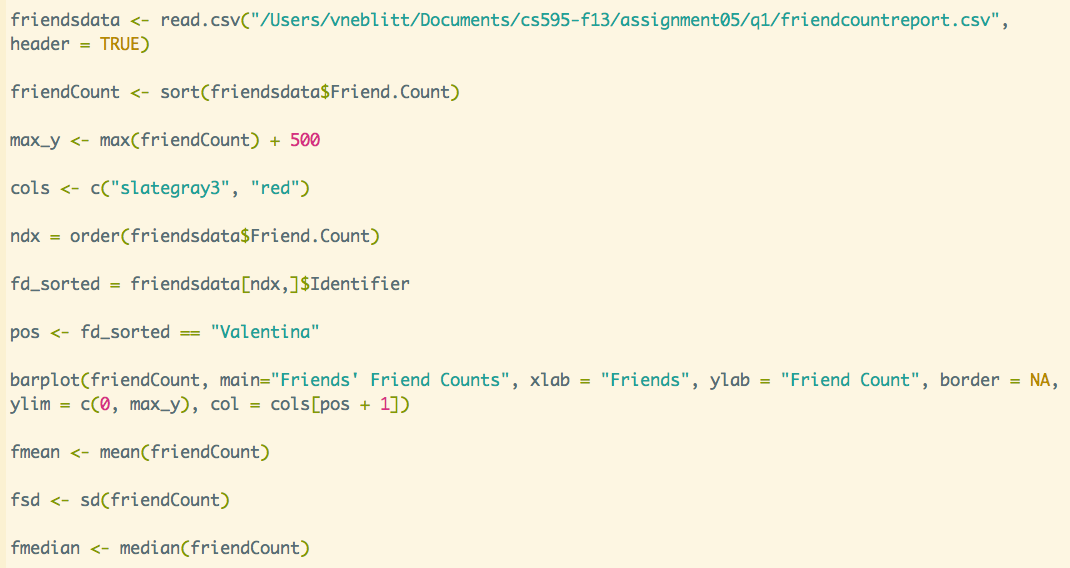 friendsdata <- read.csv("/Users/vneblitt/Documents/cs595-f13/assignment05/q1/friendcountreport.csv",
header = TRUE)
friendCount <- sort(friendsdata$Friend.Count)
max_y <- max(friendCount) + 500
cols <- c("slategray3", "red")
ndx = order(friendsdata$Friend.Count)
fd_sorted = friendsdata[ndx,]$Identifier
pos <- fd_sorted == "Valentina"
barplot(friendCount, main="Friends' Friend Counts", xlab = "Friends", ylab = "Friend Count", border = NA,
ylim = c(0, max_y), col = cols[pos + 1])
fmean <- mean(friendCount)
fsd <- sd(friendCount)
fmedian <- median(friendCount)